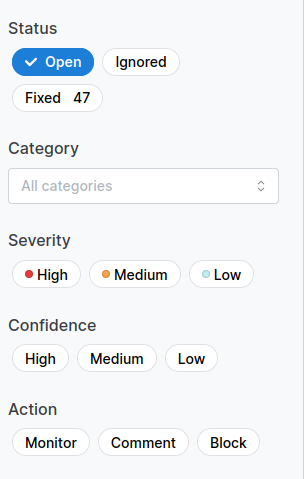 Status
Open Ignored
Fixed 47
Category
All categories
Severity
High Medium Low
Confidence
High Medium Low
Action
Monitor Comment Block